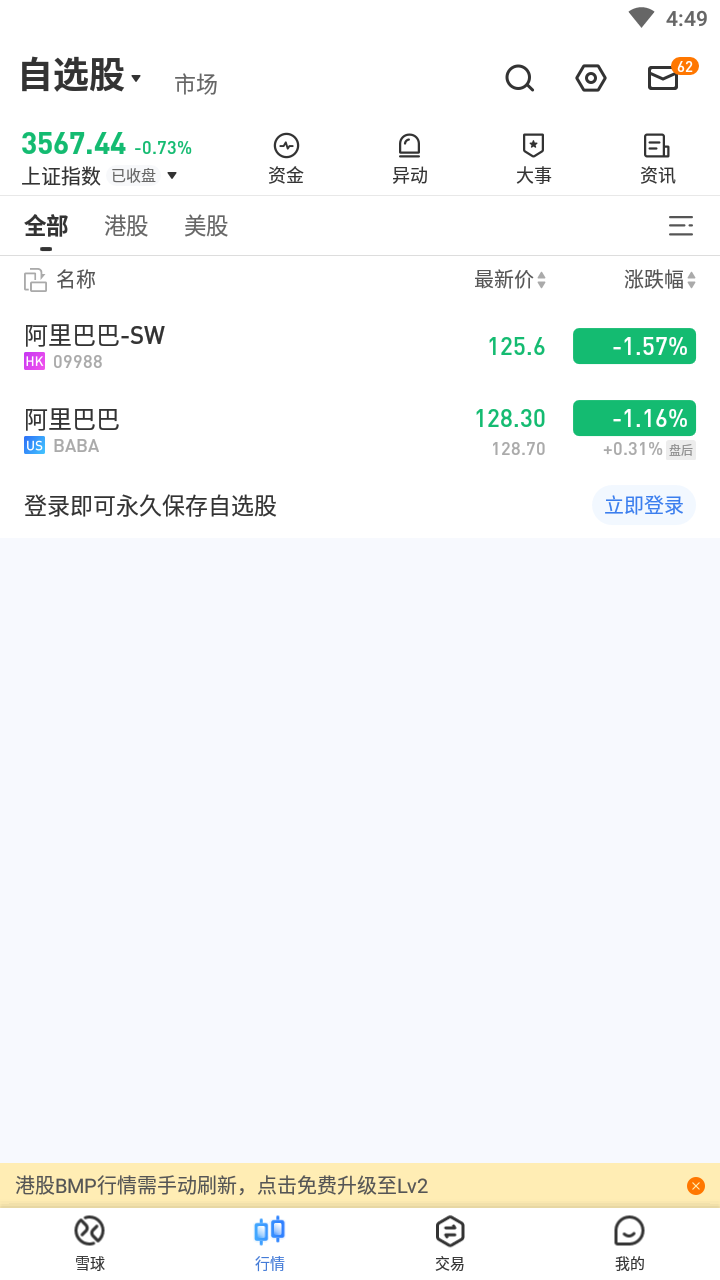 4:49
自选股
市场
62
3567.44 -0.73%
上证指数 已收盘
资金
异动
大事
资讯
全部
港股
美股
名称
最新价
涨跌幅
阿里巴巴-SW
HK 09988
125.6
-1.57%
阿里巴巴
US BABA
128.30
-1.16%
128.70
+0.31% 盘后
登录即可永久保存自选股
立即登录
港股BMP行情需手动刷新，点击免费升级至Lv2
雪球
行情
交易
我的